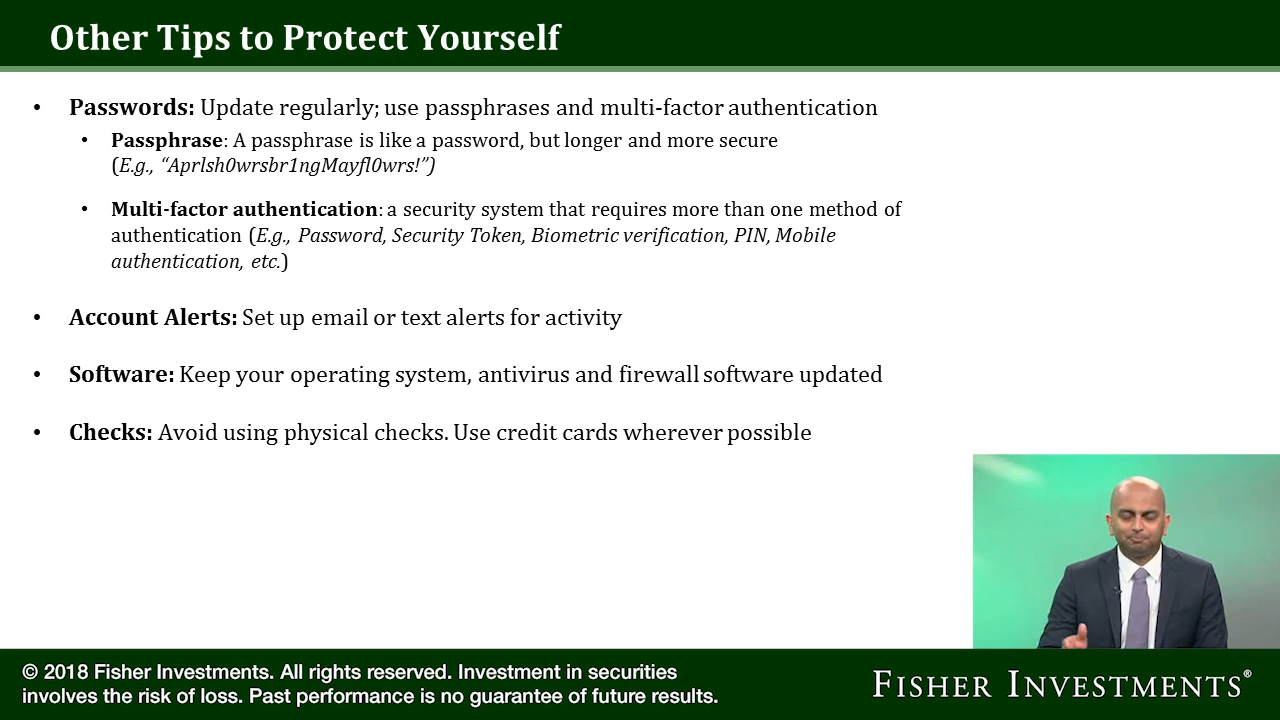 Other Tips to Protect Yourself
• Passwords: Update regularly; use passphrases and multi-factor authentication
• Passphrase: A passphrase is like a password, but longer and more secure
(E.g., “Aprlsh0wrsbr1ngMayfl0wrs!”)
• Multi-factor authentication: a security system that requires more than one method of
authentication (E.g., Password, Security Token, Biometric verification, PIN, Mobile
authentication, etc.)
• Account Alerts: Set up email or text alerts for activity
• Software: Keep your operating system, antivirus and firewall software updated
• Checks: Avoid using physical checks. Use credit cards wherever possible
© 2018 Fisher Investments. All rights reserved. Investment in securities
involves the risk of loss. Past performance is no guarantee of future results.
FISHER INVESTMENTS®